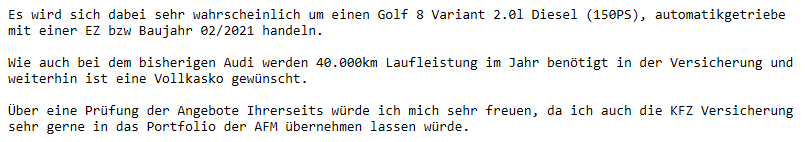 Es wird sich dabei sehr wahrscheinlich um einen Golf 8 Variant 2.0l Diesel (150PS), automatikgetriebe
mit einer EZ bzw Baujahr 02/2021 handeln.
Wie auch bei dem bisherigen Audi werden 40.000km Laufleistung im Jahr benötigt in der Versicherung und
weiterhin ist eine Vollkasko gewünscht.
Über eine Prüfung der Angebote Ihrerseits würde ich mich sehr freuen, da ich auch die KFZ Versicherung
sehr gerne in das Portfolio der AFM übernehmen lassen würde.